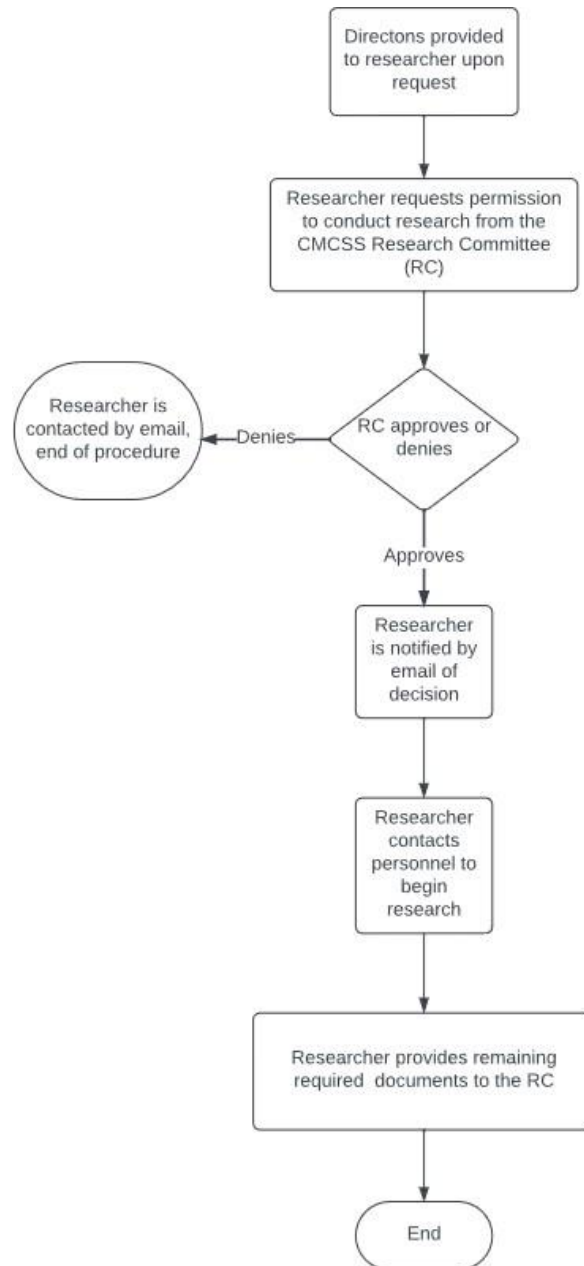 Directons provided
to researcher upon
request
Researcher requests permission
to conduct research from the
CMCSS Research Committee
(RC)
RC approves or
denies
Denies
Researcher is
contacted by email,
end of procedure
Approves
Researcher
is notified by
email of
decision
Researcher
contacts
personnel to
begin
research
Researcher provides remaining
required documents to the RC
End